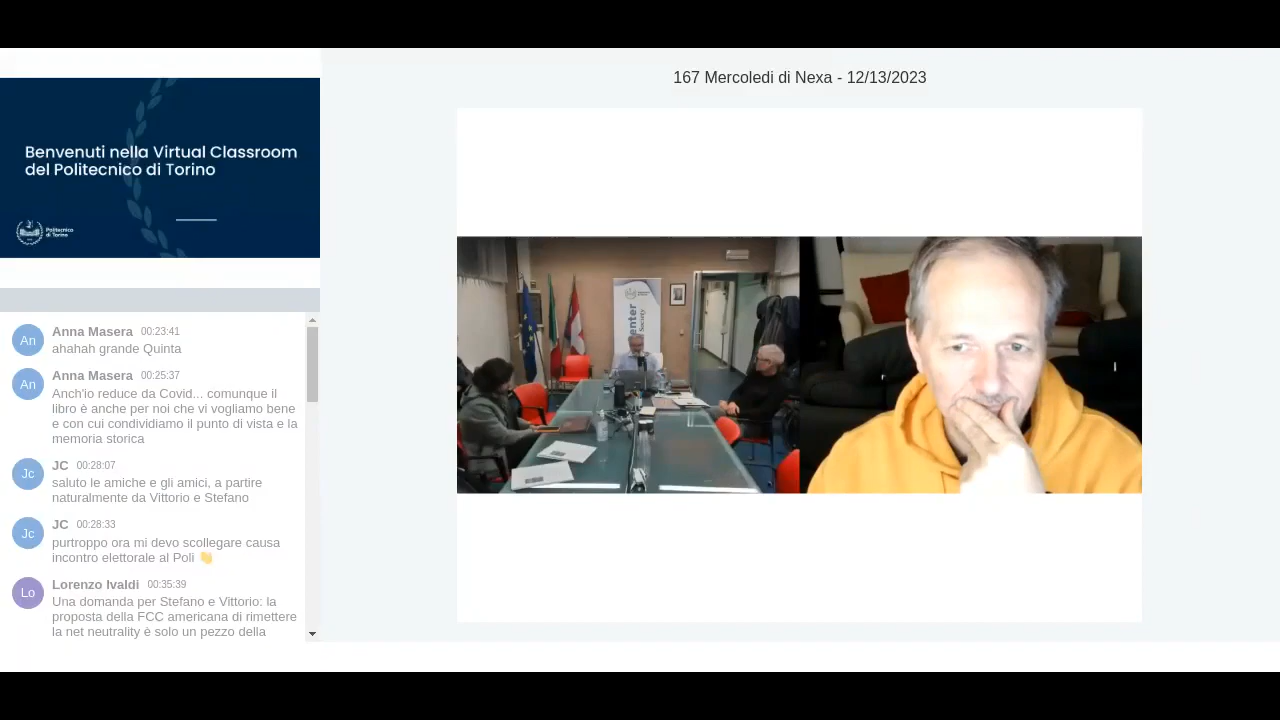 167 Mercoledi di Nexa - 12/13/2023
Benvenuti nella Virtual Classroom
del Politecnico di Torino
Politecnico
di Torino
enter
Society
An
Anna Masera 00:23:41
ahahah grande Quinta
An
Anna Masera 00:25:37
Anch'io reduce da Covid... comunque il
libro è anche per noi che vi vogliamo bene
e con cui condividiamo il punto di vista e la
memoria storica
Jc
JC 00:28:07
saluto le amiche e gli amici, a partire
naturalmente da Vittorio e Stefano
Jc
JC 00:28:33
purtroppo ora mi devo scollegare causa
incontro elettorale al Poli 👏
Lo
Lorenzo Ivaldi 00:35:39
Una domanda per Stefano e Vittorio: la
proposta della FCC americana di rimettere
la net neutrality è solo un pezzo della